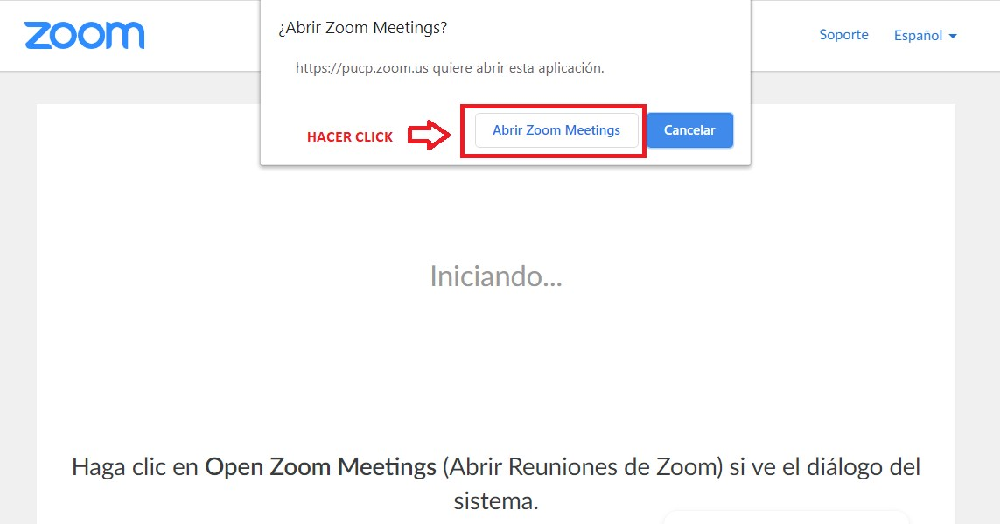 zoom
¿Abrir Zoom Meetings?
Soporte
Español
https://pucp.zoom.us quiere abrir esta aplicación.
HACER CLICK
Abrir Zoom Meetings
Cancelar
Iniciando...
Haga clic en Open Zoom Meetings (Abrir Reuniones de Zoom) si ve el diálogo del
sistema.